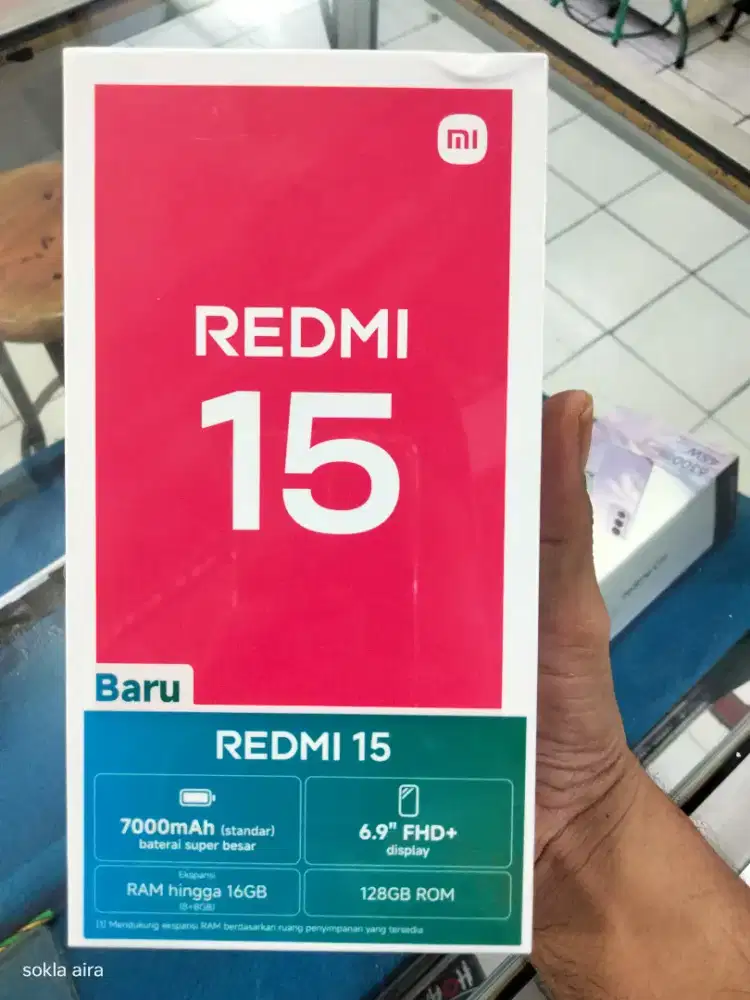 mi
REDMI
15
Baru
REDMI 15
7000mAh (standar)
baterai super besar
6.9" FHD+
display
Ekspansi
RAM hingga 16GB
(8+8GB)
128GB ROM
[1] Mendukung ekspansi RAM berdasarkan ruang penyimpanan yang tersedia
45W
sokla aira